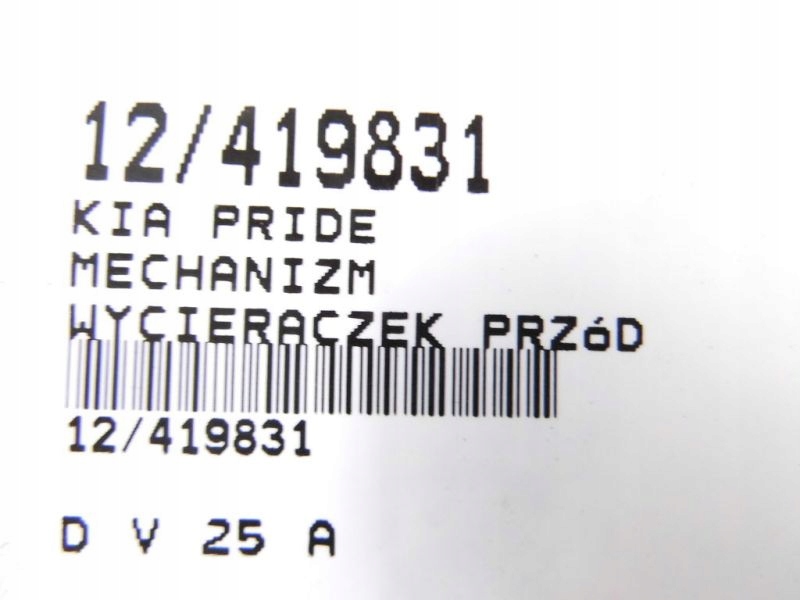 12/419831
KIA PRIDE
MECHANIZM
WYCIERACZEK PRZóD
12/419831
D V 25 A